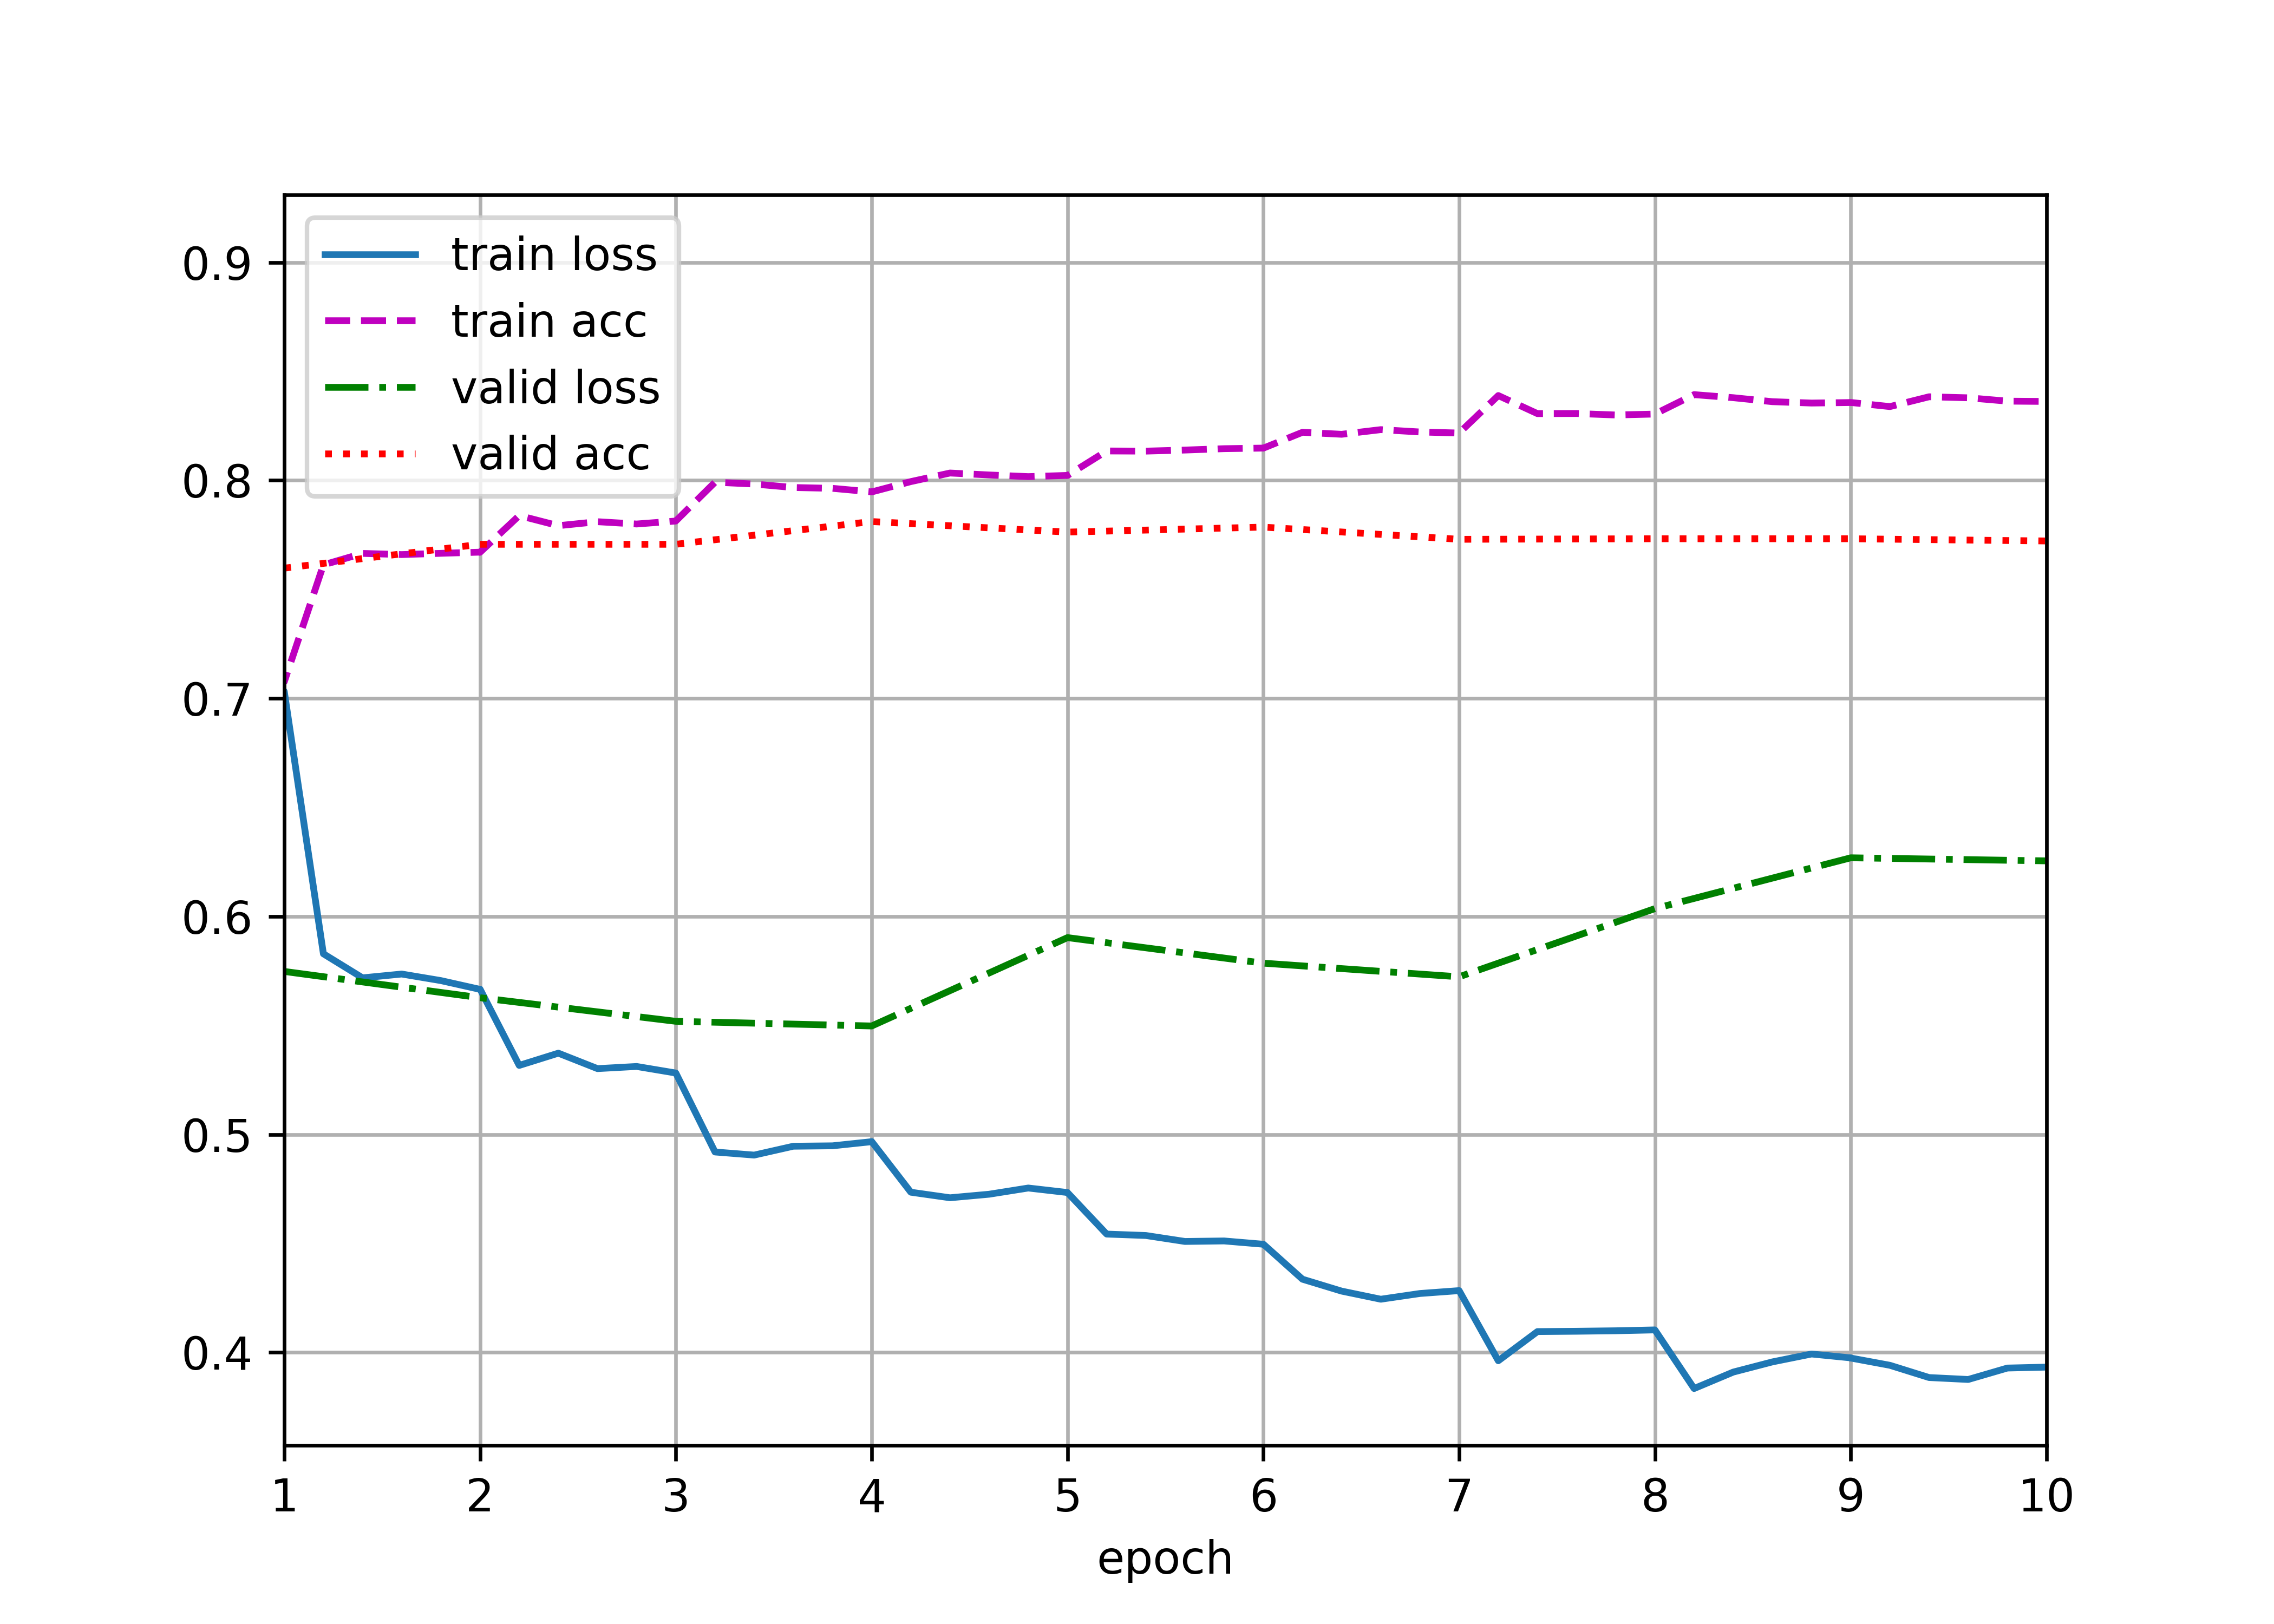 train loss
train acc
valid loss
valid acc
0.9
0.8
0.7
0.6
0.5
0.4
1 2 3 4 5 6 7 8 9 10
epoch